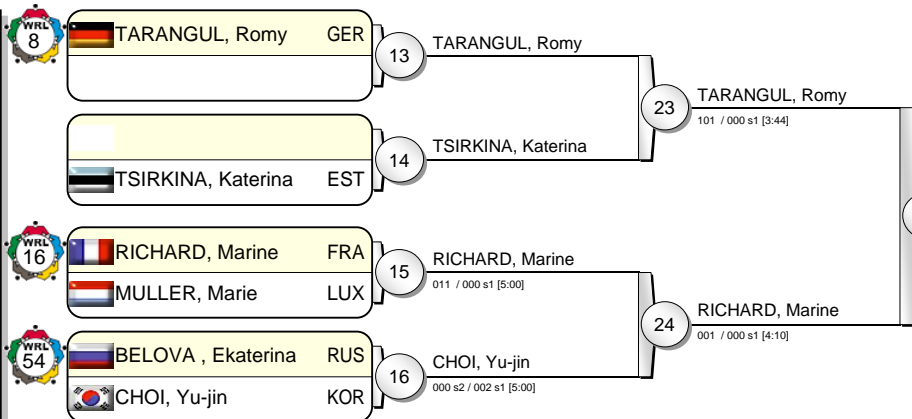 WRL
8
TARANGUL, Romy GER
13
TARANGUL, Romy
23
TARANGUL, Romy
101 / 000 s1 [3:44]
14
TSIRKINA, Katerina
TSIRKINA, Katerina EST
WRL
16
RICHARD, Marine FRA
MULLER, Marie LUX
15
RICHARD, Marine
011 / 000 s1 [5:00]
24
RICHARD, Marine
001 / 000 s1 [4:10]
WRL
54
BELOVA , Ekaterina RUS
CHOI, Yu-jin KOR
16
CHOI, Yu-jin
000 s2 / 002 s1 [5:00]